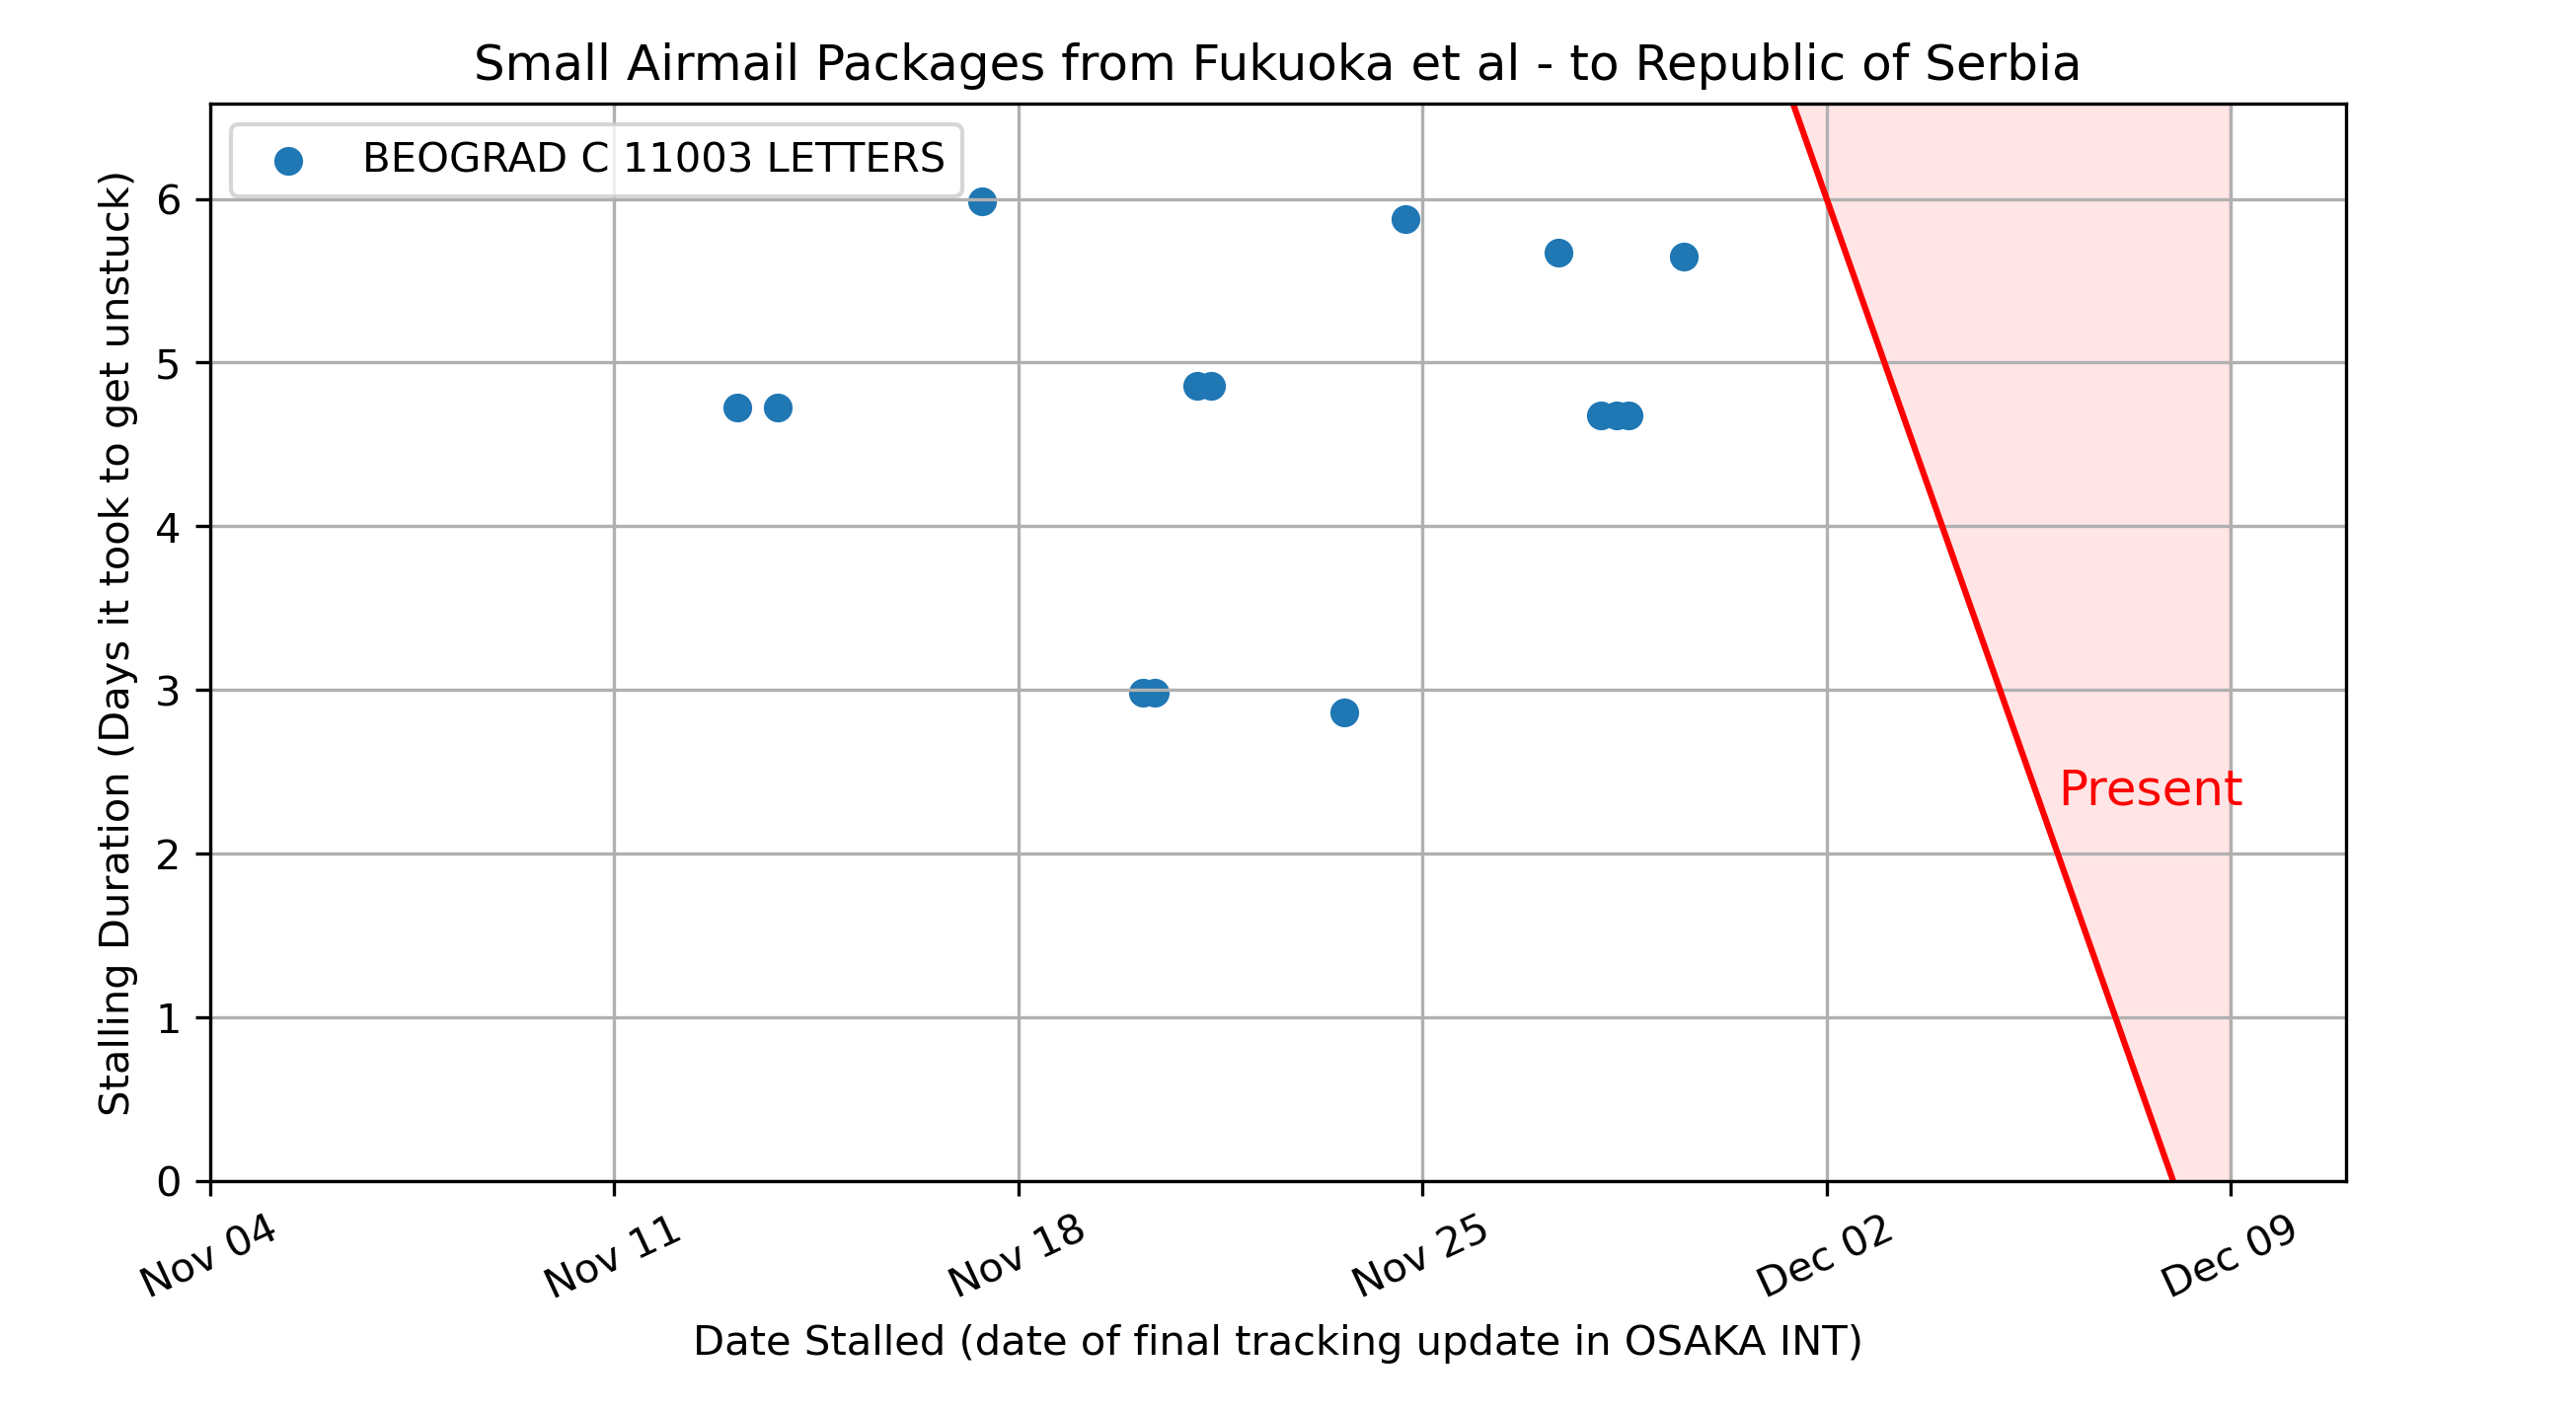 Small Airmail Packages from Fukuoka et al - to Republic of Serbia
BEOGRAD C 11003 LETTERS
Stalling Duration (Days it took to get unstuck)
6
5
4
3
2
1
0
Present
Nov 04
Nov 11
Nov 18
Nov 25
Dec 02
Dec 09
Date Stalled (date of final tracking update in OSAKA INT)